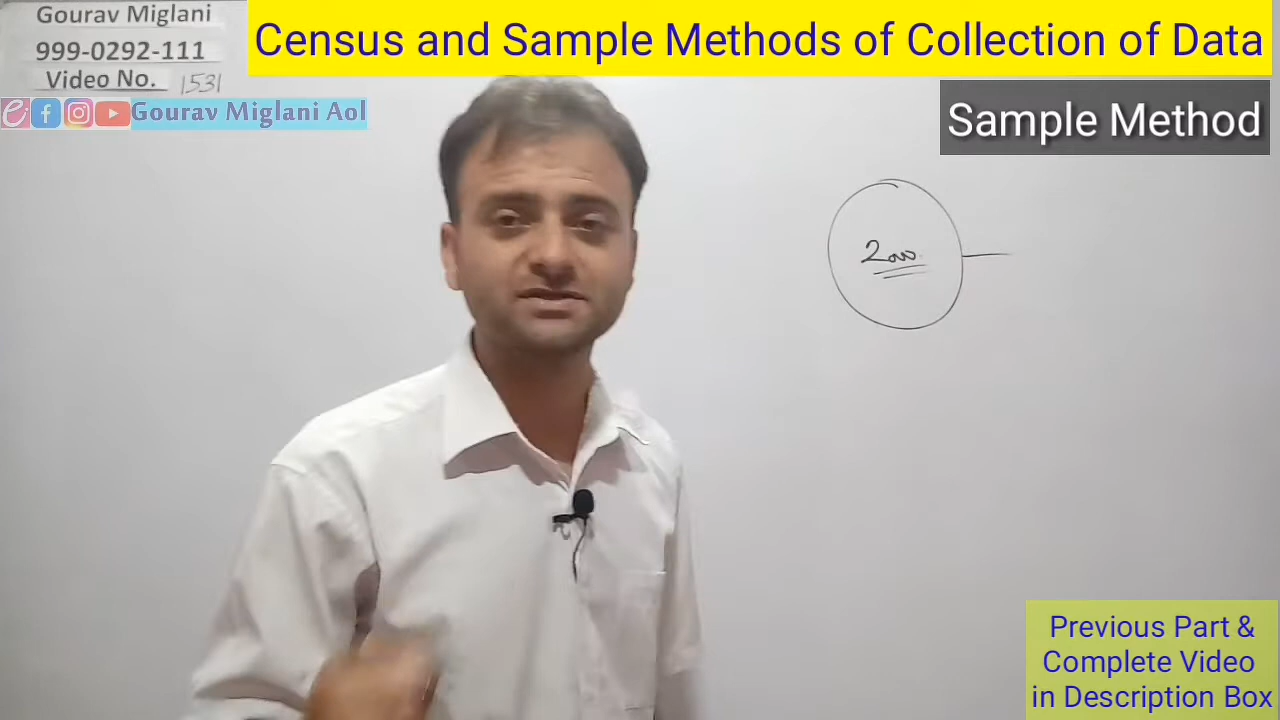 Gourav Miglani
999-0292-111
Video No. 1531
Gourav Miglani Aol
Census and Sample Methods of Collection of Data
Sample Method
2000
Previous Part &
Complete Video
in Description Box